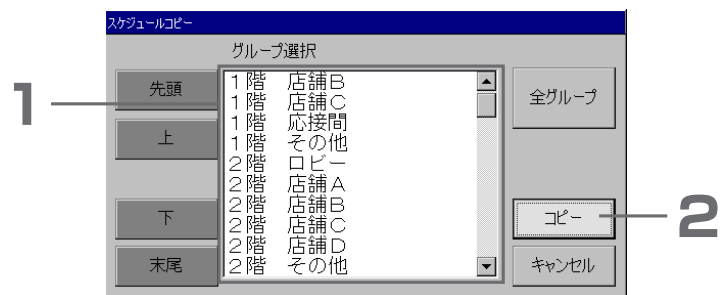 スケジュールコピー
グループ選択
先頭
上
下
末尾
1階 店舗B
1階 店舗C
1階 応接間
1階 その他
2階 ロビー
2階 店舗A
2階 店舗B
2階 店舗C
2階 店舗D
2階 その他
全グループ
コピー
キャンセル
1
2